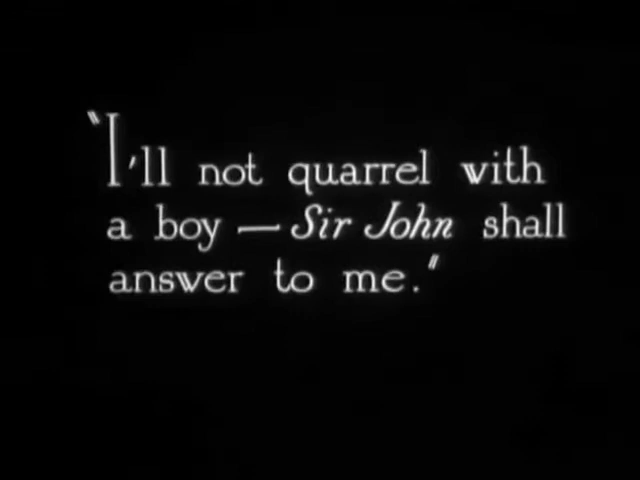 "I'll not quarrel with
a boy — Sir John shall
answer to me."